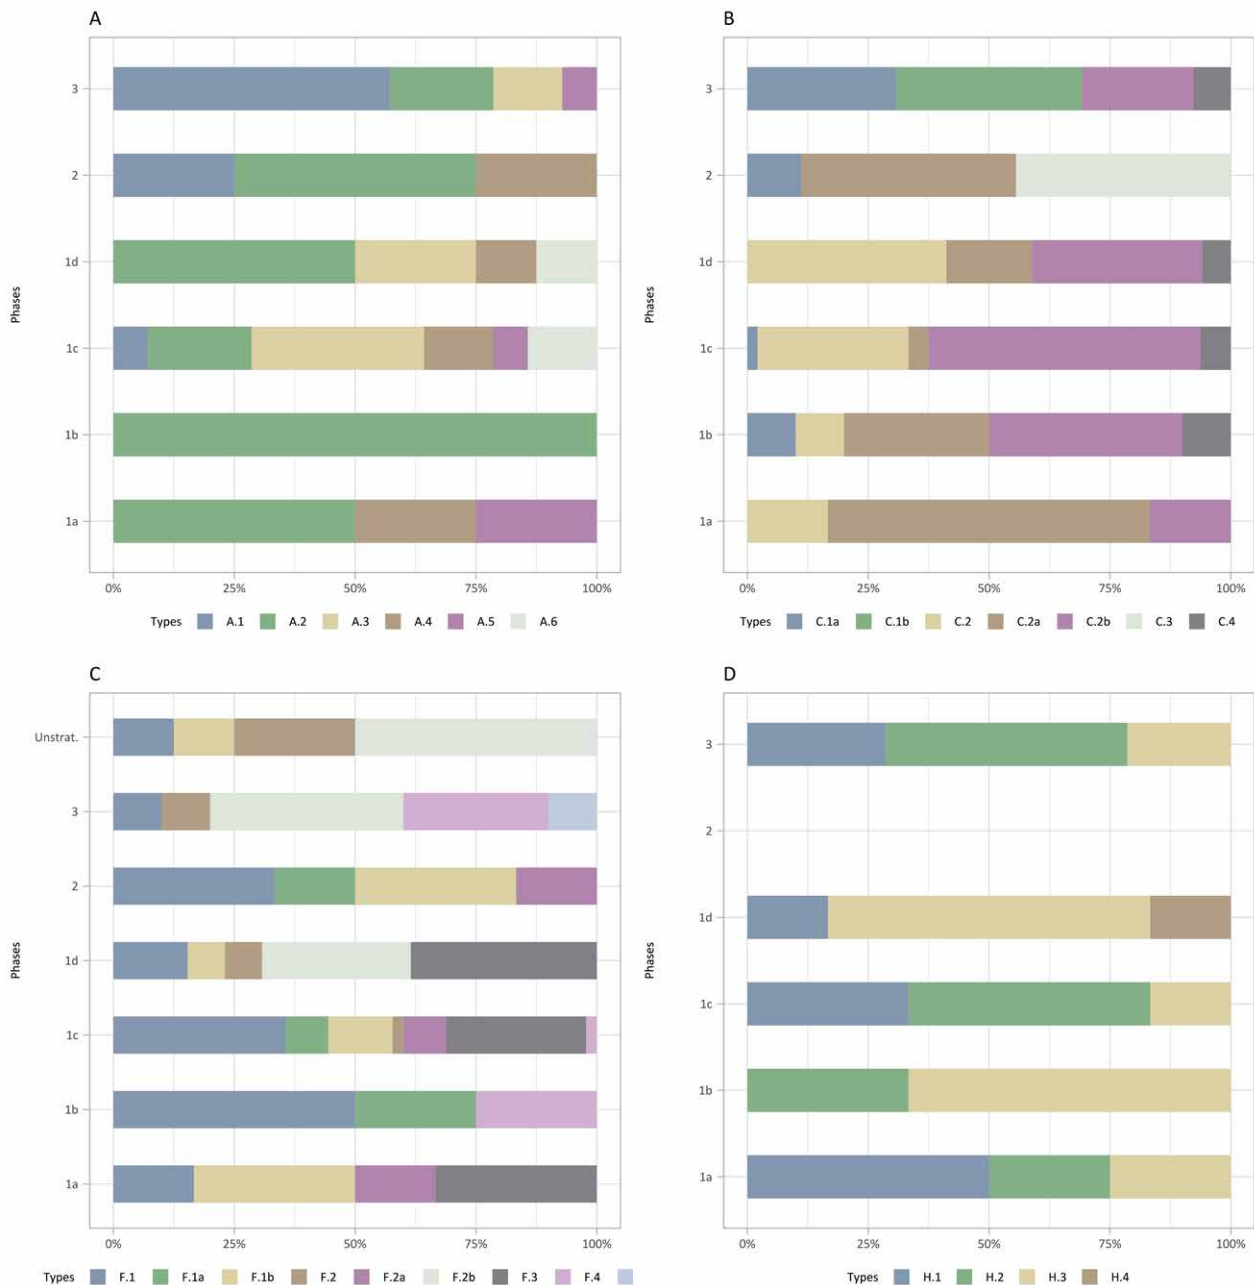 A
3
2
1d
1c
1b
1a
Phases
0% 25% 50% 75% 100%
Types A.1 A.2 A.3 A.4 A.5 A.6
B
3
2
1d
1c
1b
1a
Phases
0% 25% 50% 75% 100%
Types C.1a C.1b C.2 C.2a C.2b C.3 C.4
C
Unstrat.
3
2
1d
1c
1b
1a
Phases
0% 25% 50% 75% 100%
Types F.1 F.1a F.1b F.2 F.2a F.2b F.3 F.4
D
3
2
1d
1c
1b
1a
Phases
0% 25% 50% 75% 100%
Types H.1 H.2 H.3 H.4